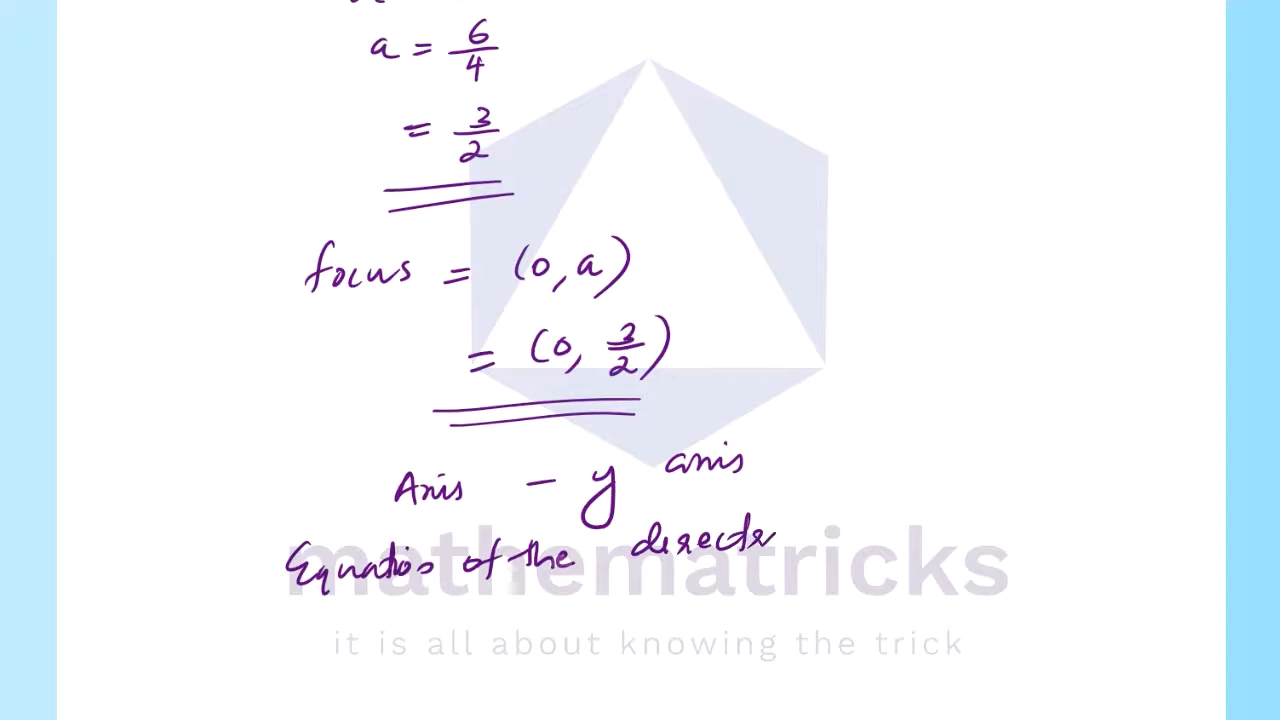 a = 6/4
= 3/2
focus = (0, a)
= (0, 3/2)
Axis - y axis
Equation of the directr
mathematricks
it is all about knowing the trick